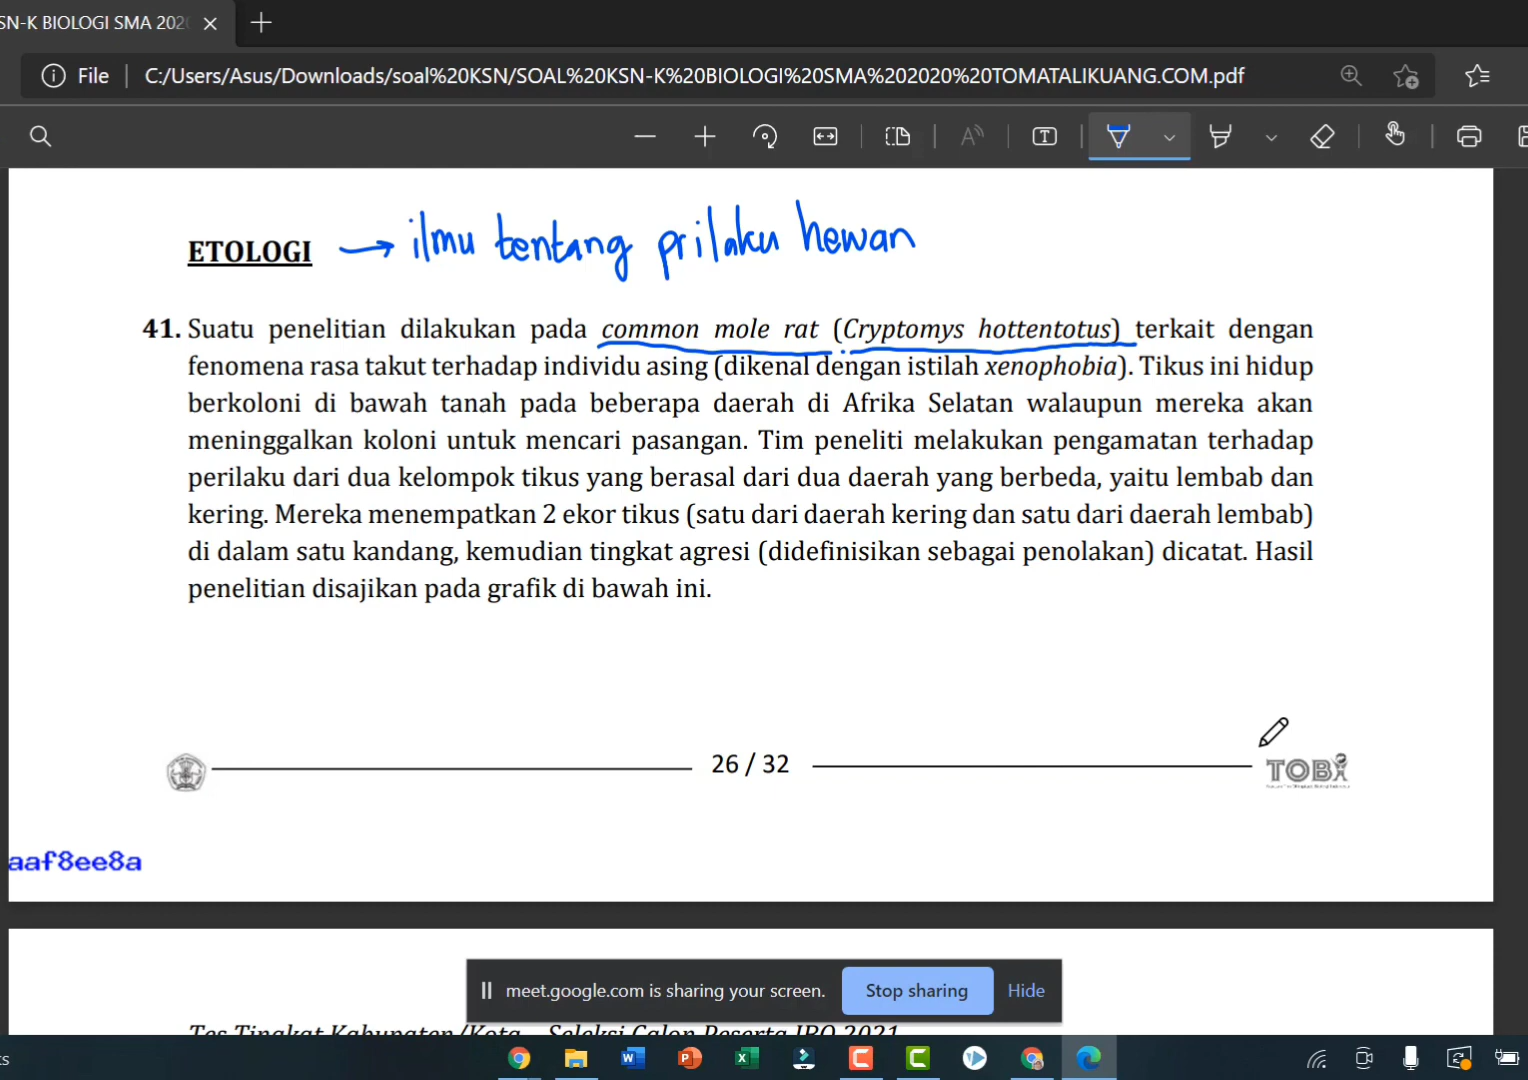 SN-K BIOLOGI SMA 202
File
C:/Users/Asus/Downloads/soal%20KSN/SOAL%20KSN-K%20BIOLOGI%20SMA%202020%20TOMATALIKUANG.COM.pdf
ETOLOGI → ilmu tentang prilaku hewan
41. Suatu penelitian dilakukan pada common mole rat (Cryptomys hottentotus) terkait dengan
fenomena rasa takut terhadap individu asing (dikenal dengan istilah xenophobia). Tikus ini hidup
berkoloni di bawah tanah pada beberapa daerah di Afrika Selatan walaupun mereka akan
meninggalkan koloni untuk mencari pasangan. Tim peneliti melakukan pengamatan terhadap
perilaku dari dua kelompok tikus yang berasal dari dua daerah yang berbeda, yaitu lembab dan
kering. Mereka menempatkan 2 ekor tikus (satu dari daerah kering dan satu dari daerah lembab)
di dalam satu kandang, kemudian tingkat agresi (didefinisikan sebagai penolakan) dicatat. Hasil
penelitian disajikan pada grafik di bawah ini.
26 / 32
TOBI
aaf8ee8a
meet.google.com is sharing your screen.
Stop sharing
Hide
Tes Tingkat Kabupaten/Kota – Seleksi Calon Peserta IBO 2021